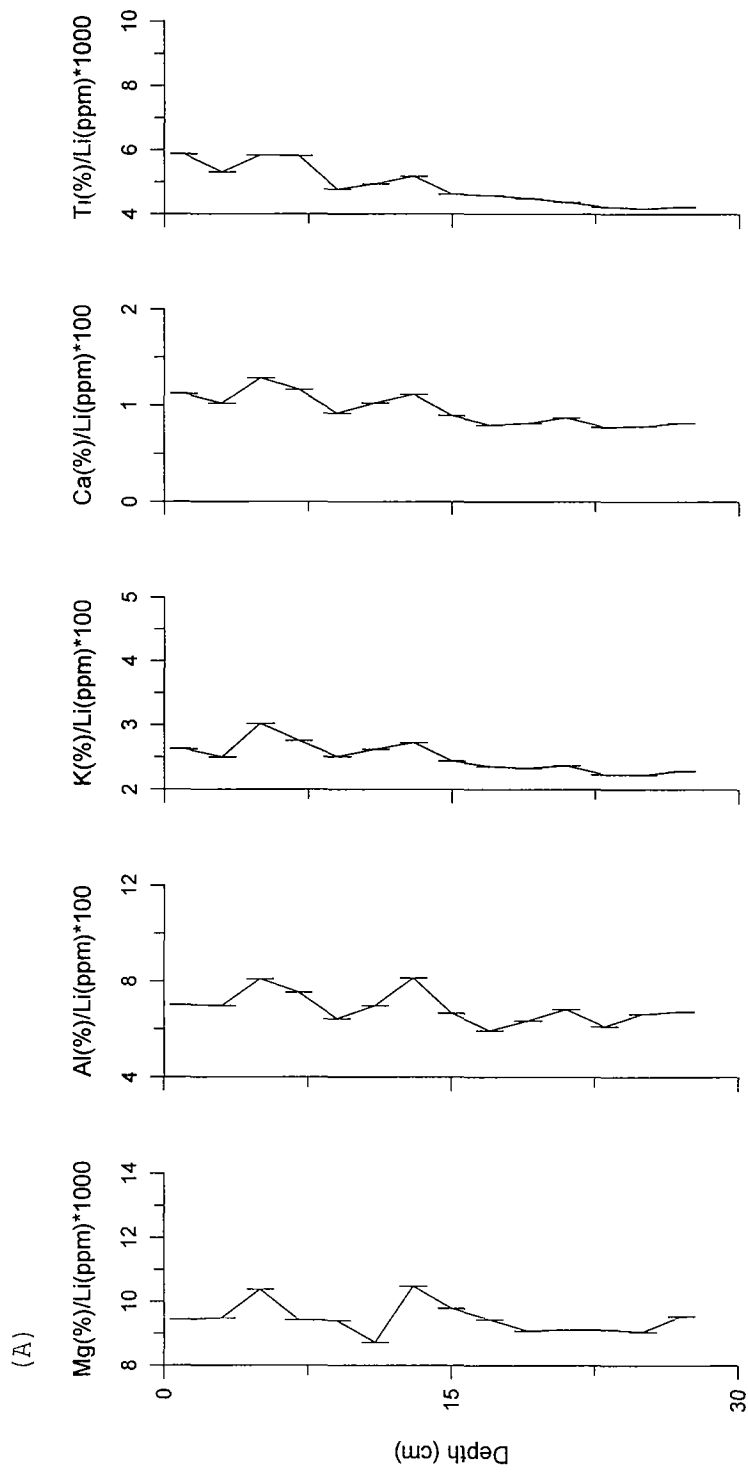 (A)
Mg(%)/Li(ppm)*1000
8 10 12 14
Al(%)/Li(ppm)*100
4 8 12
K(%)/Li(ppm)*100
2 3 4 5
Ca(%)/Li(ppm)*100
0 1 2
Ti(%)/Li(ppm)*1000
4 6 8 10
0
15
30
Depth (cm)